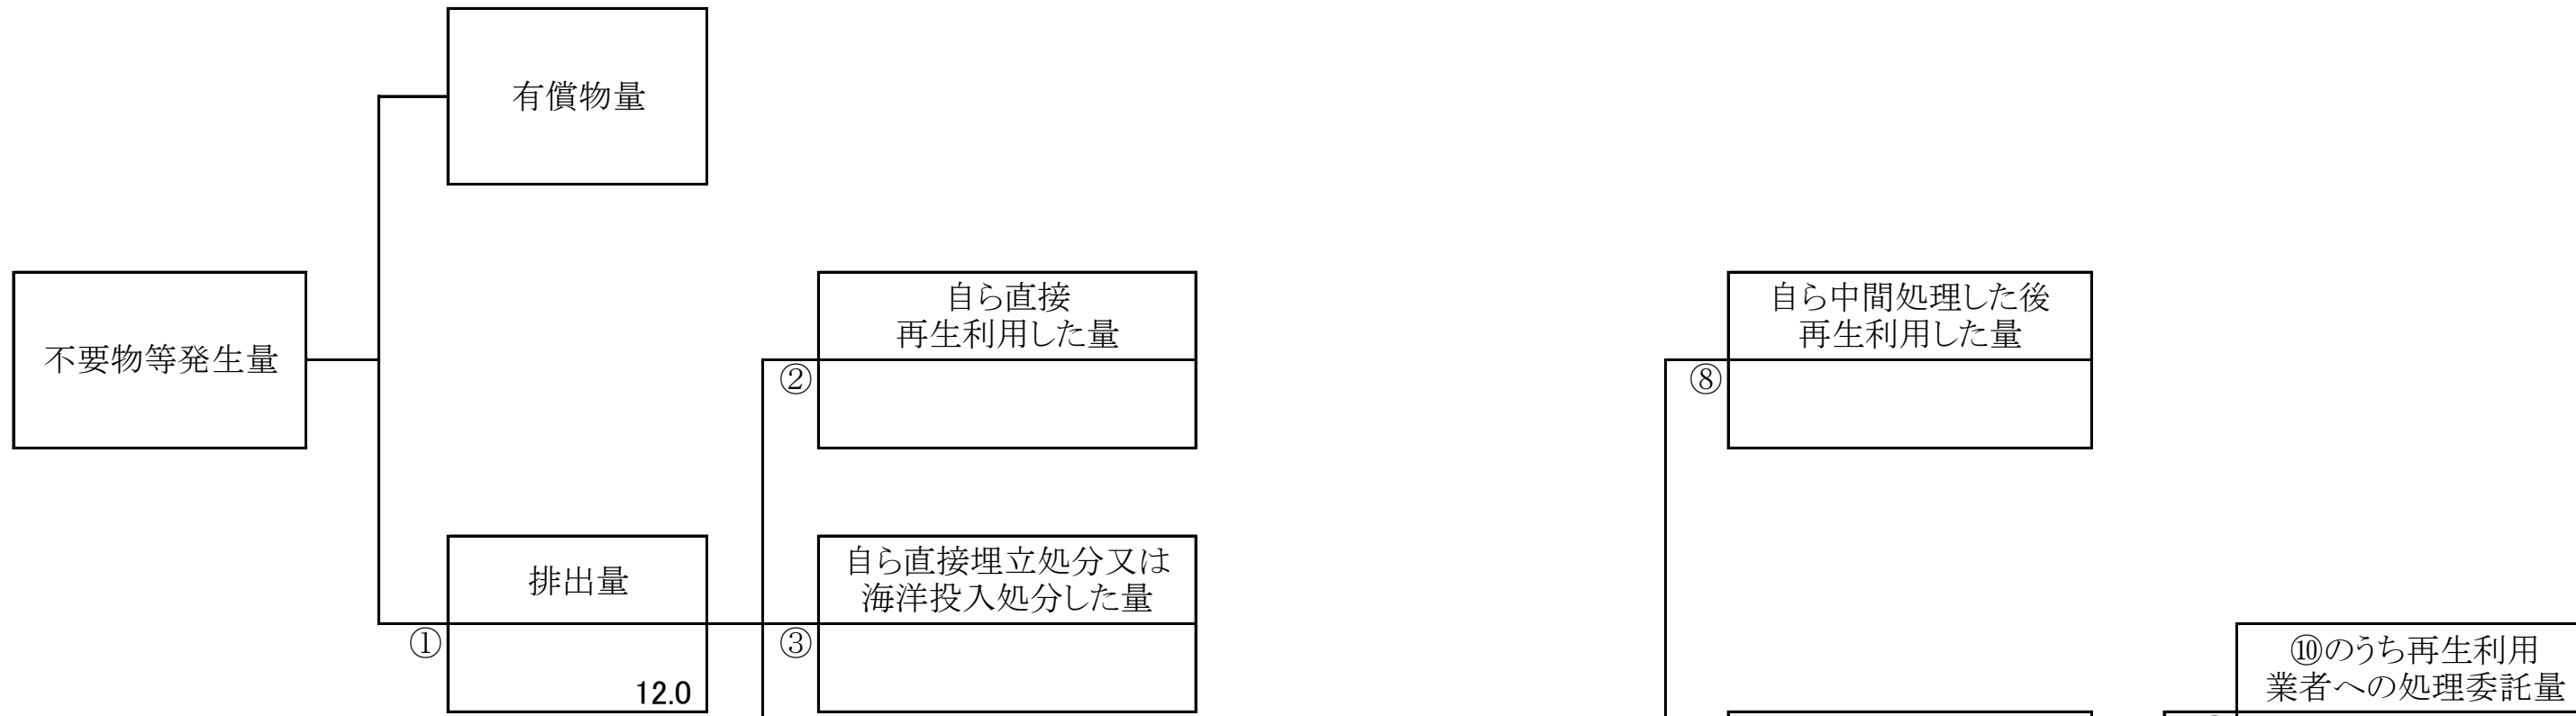 有償物量
不要物等発生量
自ら直接
再生利用した量
②
自ら中間処理した後
再生利用した量
⑧
排出量
①
12.0
自ら直接埋立処分又は
海洋投入処分した量
③
⑩のうち再生利用
業者への処理委託量